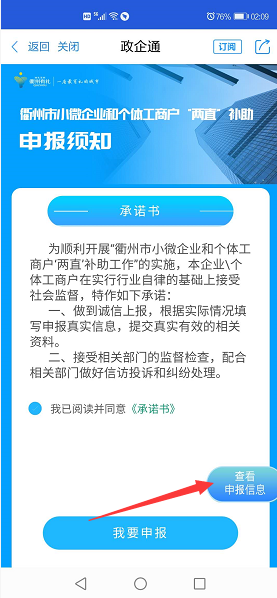 76% 02:09
返回 关闭 政企通 订阅
衢州有礼 一座最有礼的城市
衢州市小微企业和个体工商户“两直”补助
申报须知
承诺书
为顺利开展“衢州市小微企业和个体工
商户‘两直’补助工作”的实施，本企业\个
体工商户在实行行业自律的基础上接受
社会监督，特作如下承诺：
一、做到诚信上报，根据实际情况填
写申报真实信息，提交真实有效的相关
资料。
二、接受相关部门的监督检查，配合
相关部门做好信访投诉和纠纷处理。
我已阅读并同意《承诺书》
查看
申报信息
我要申报